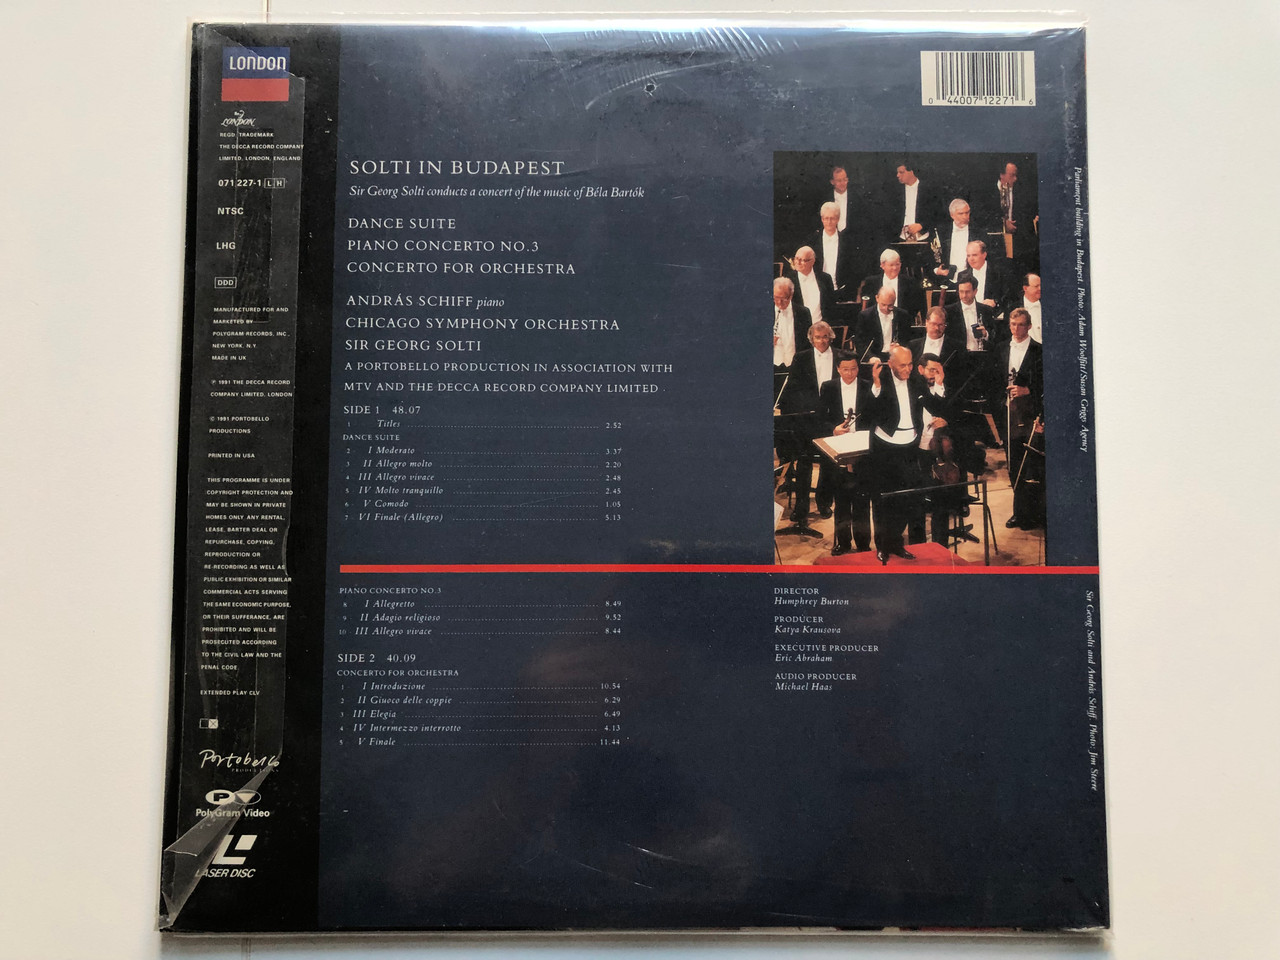 LONDON
LONDON
REGD. TRADEMARK
THE DECCA RECORD COMPANY
LIMITED, LONDON, ENGLAND
071 227-1 LH
NTSC
LHG
DDD
MANUFACTURED FOR AND
MARKETED BY
POLYGRAM RECORDS, INC.,
NEW YORK, N.Y.
MADE IN UK
℗ 1991 THE DECCA RECORD
COMPANY LIMITED, LONDON
© 1991 PORTOBELLO
PRODUCTIONS
PRINTED IN USA
THIS PROGRAMME IS UNDER
COPYRIGHT PROTECTION AND
MAY BE SHOWN IN PRIVATE
HOMES ONLY. ANY RENTAL,
LEASE, BARTER DEAL OR
REPURCHASE, COPYING,
REPRODUCTION OR
RE-RECORDING AS WELL AS
PUBLIC EXHIBITION OR SIMILAR
COMMERCIAL ACTS SERVING
THE SAME ECONOMIC PURPOSE,
OR THEIR SUFFERANCE, ARE
PROHIBITED AND WILL BE
PROSECUTED ACCORDING
TO THE CIVIL LAW AND THE
PENAL CODE.
EXTENDED PLAY CLV
Portobello
PRODUCTIONS
P
PolyGram Video
LASER DISC
SOLTI IN BUDAPEST
Sir Georg Solti conducts a concert of the music of Béla Bartók
DANCE SUITE
PIANO CONCERTO NO.3
CONCERTO FOR ORCHESTRA
ANDRÁS SCHIFF piano
CHICAGO SYMPHONY ORCHESTRA
SIR GEORG SOLTI
A PORTOBELLO PRODUCTION IN ASSOCIATION WITH
MTV AND THE DECCA RECORD COMPANY LIMITED
SIDE 1 48.07
1 Titles 2.52
DANCE SUITE
2 I Moderato 3.37
3 II Allegro molto 2.20
4 III Allegro vivace 2.48
5 IV Molto tranquillo 2.45
6 V Comodo 1.05
7 VI Finale (Allegro) 5.13
PIANO CONCERTO NO.3
8 I Allegretto 8.49
9 II Adagio religioso 9.52
10 III Allegro vivace 8.44
SIDE 2 40.09
CONCERTO FOR ORCHESTRA
1 I Introduzione 10.54
2 II Giuoco delle coppie 6.29
3 III Elegia 6.49
4 IV Intermezzo interrotto 4.13
5 V Finale 11.44
0 44007 12271 6
DIRECTOR
Humphrey Burton
PRODUCER
Katya Krausova
EXECUTIVE PRODUCER
Eric Abraham
AUDIO PRODUCER
Michael Haas
Parliament building in Budapest. Photo: Adam Woolfitt/Susan Griggs Agency
Sir Georg Solti and András Schiff. Photo: Jim Steere